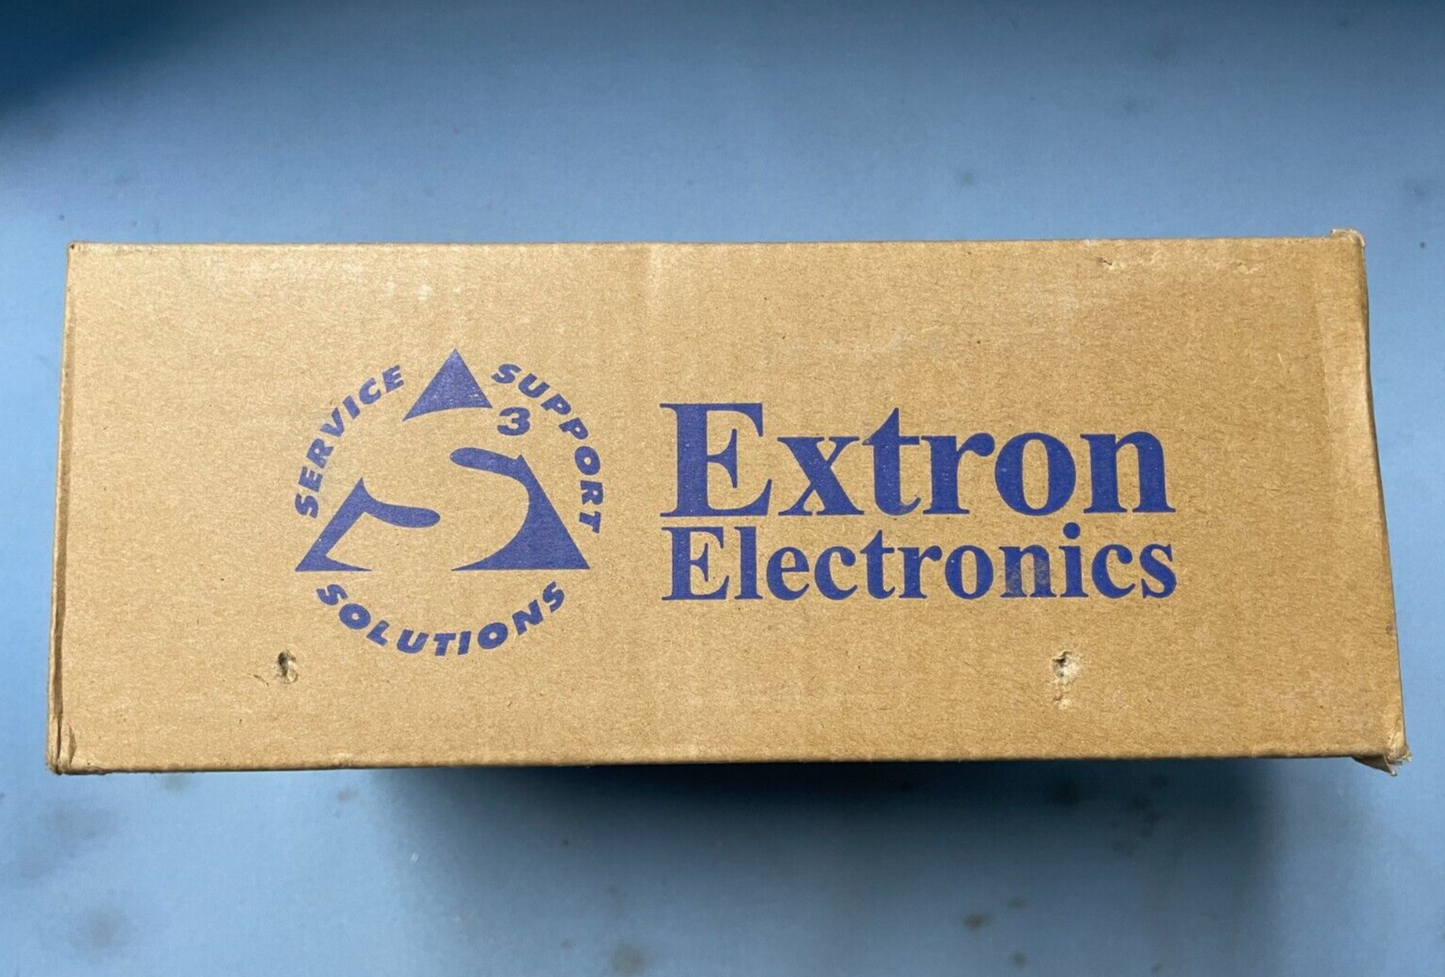 SERVICE
SUPPORT
3
S
SOLUTIONS
Extron
Electronics